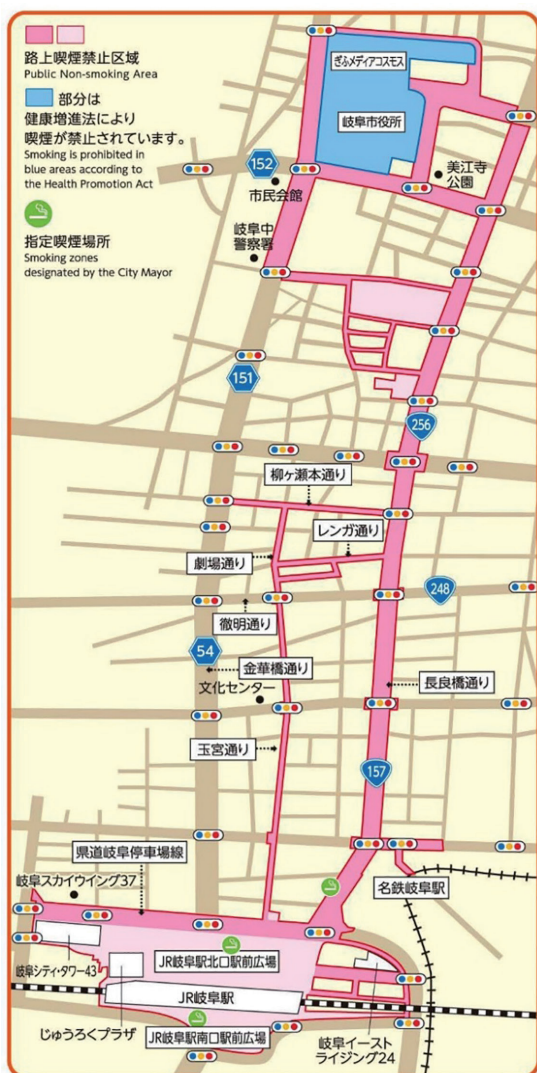 路上喫煙禁止区域
Public Non-smoking Area
部分は
健康増進法により
喫煙が禁止されています。
Smoking is prohibited in
blue areas according to
the Health Promotion Act
指定喫煙場所
Smoking zones
designated by the City Mayor
ぎふメディアコスモス
岐阜市役所
152
市民会館
美江寺
公園
岐阜中
警察署
151
256
柳ヶ瀬本通り
レンガ通り
劇場通り
248
徹明通り
54
金華橋通り
文化センター
長良橋通り
玉宮通り
157
県道岐阜停車場線
名鉄岐阜駅
岐阜スカイウイング37
岐阜シティ・タワー43
JR岐阜駅北口駅前広場
JR岐阜駅
じゅうろくプラザ
JR岐阜駅南口駅前広場
岐阜イースト
ライジング24